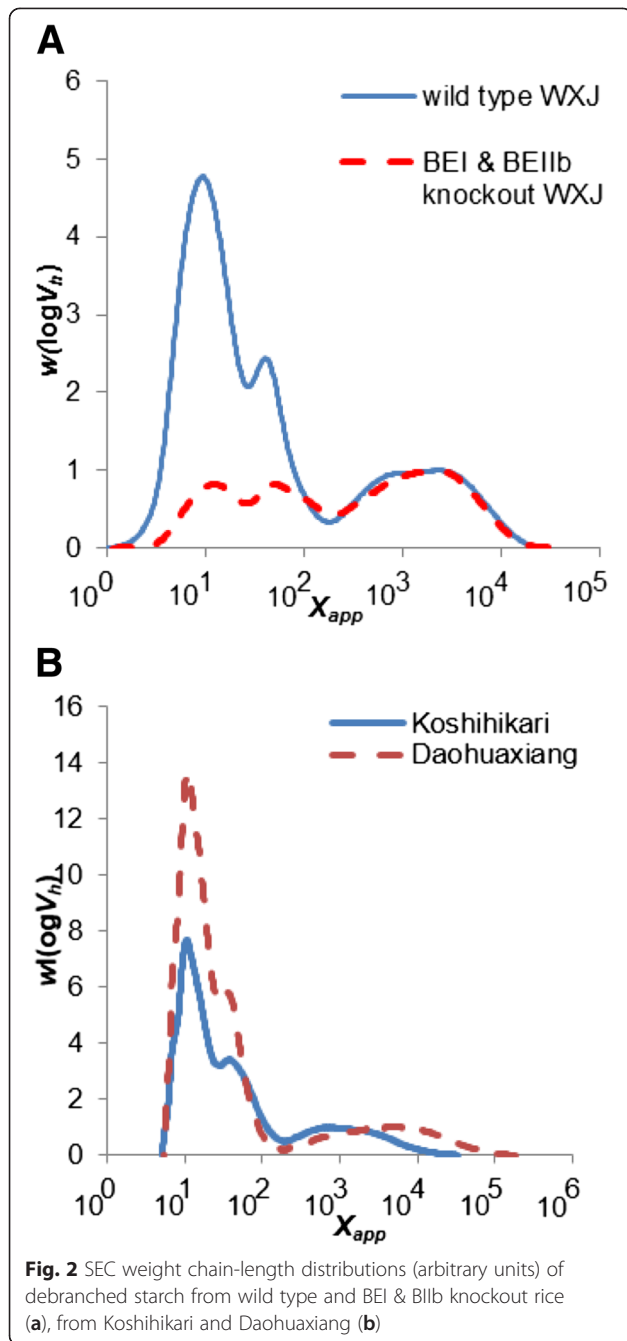 A
6
5
4
3
2
1
0
w(logVh)
wild type WXJ
BEI & BEIIb
knockout WXJ
10^0 10^1 10^2 10^3 10^4 10^5
Xapp
B
16
14
12
10
8
6
4
2
0
wl(ogVh)
Koshihikari
Daohuaxiang
10^0 10^1 10^2 10^3 10^4 10^5 10^6
Xapp
Fig. 2 SEC weight chain-length distributions (arbitrary units) of
debranched starch from wild type and BEI & BIIb knockout rice
(a), from Koshihikari and Daohuaxiang (b)